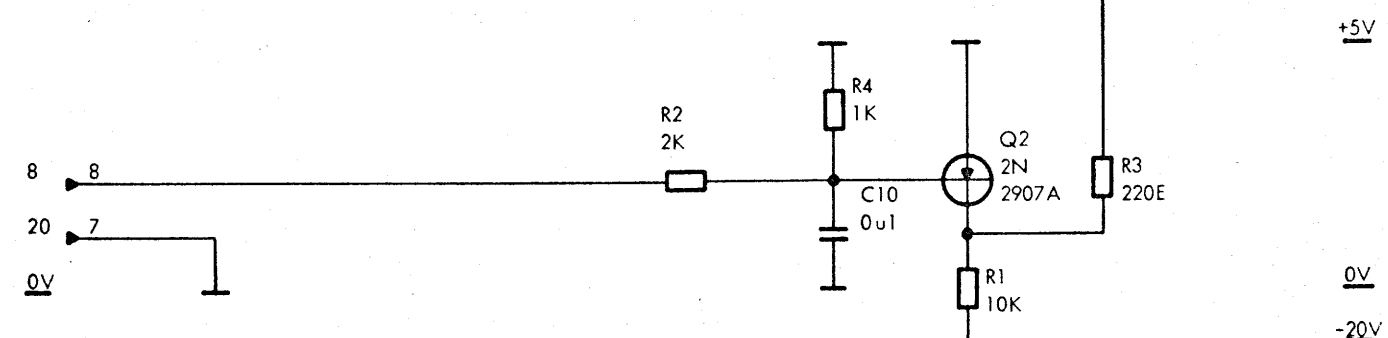 +5V
R4
1K
R2
2K
Q2
2N
2907A
R3
220E
8 8
C10
0u1
20 7
0V
R1
10K
0V
-20V